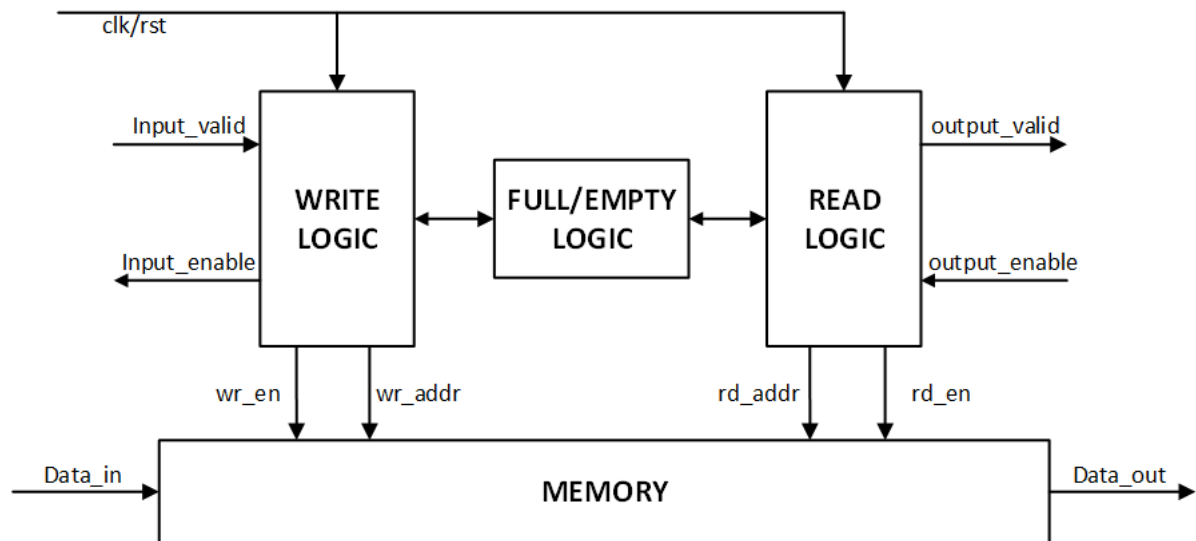 clk/rst
Input_valid
output_valid
WRITE
LOGIC
FULL/EMPTY
LOGIC
READ
LOGIC
Input_enable
output_enable
wr_en
wr_addr
rd_addr
rd_en
Data_in
MEMORY
Data_out